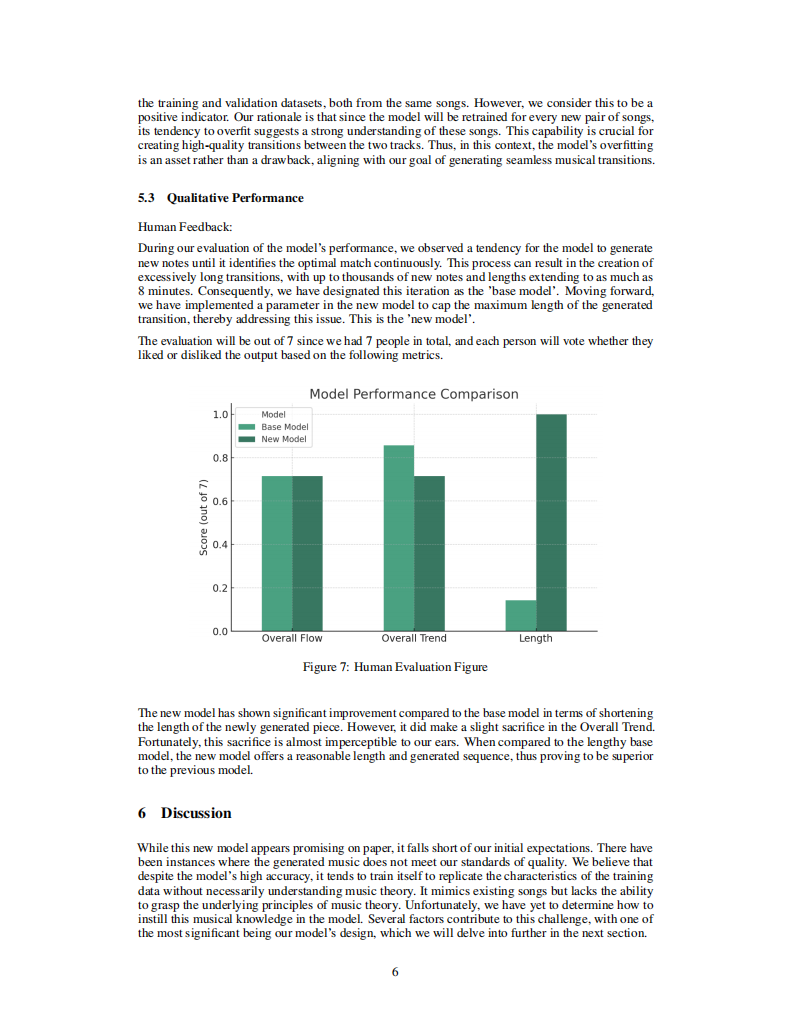 the training and validation datasets, both from the same songs. However, we consider this to be a
positive indicator. Our rationale is that since the model will be retrained for every new pair of songs,
its tendency to overfit suggests a strong understanding of these songs. This capability is crucial for
creating high-quality transitions between the two tracks. Thus, in this context, the model's overfitting
is an asset rather than a drawback, aligning with our goal of generating seamless musical transitions.
5.3 Qualitative Performance
Human Feedback:
During our evaluation of the model's performance, we observed a tendency for the model to generate
new notes until it identifies the optimal match continuously. This process can result in the creation of
excessively long transitions, with up to thousands of new notes and lengths extending to as much as
8 minutes. Consequently, we have designated this iteration as the 'base model'. Moving forward,
we have implemented a parameter in the new model to cap the maximum length of the generated
transition, thereby addressing this issue. This is the 'new model'.
The evaluation will be out of 7 since we had 7 people in total, and each person will vote whether they
liked or disliked the output based on the following metrics.
Model Performance Comparison
Model
Base Model
New Model
Score (out of 7)
1.0
0.8
0.6
0.4
0.2
0.0
Overall Flow Overall Trend Length
Figure 7: Human Evaluation Figure
The new model has shown significant improvement compared to the base model in terms of shortening
the length of the newly generated piece. However, it did make a slight sacrifice in the Overall Trend.
Fortunately, this sacrifice is almost imperceptible to our ears. When compared to the lengthy base
model, the new model offers a reasonable length and generated sequence, thus proving to be superior
to the previous model.
6 Discussion
While this new model appears promising on paper, it falls short of our initial expectations. There have
been instances where the generated music does not meet our standards of quality. We believe that
despite the model's high accuracy, it tends to train itself to replicate the characteristics of the training
data without necessarily understanding music theory. It mimics existing songs but lacks the ability
to grasp the underlying principles of music theory. Unfortunately, we have yet to determine how to
instill this musical knowledge in the model. Several factors contribute to this challenge, with one of
the most significant being our model's design, which we will delve into further in the next section.
6